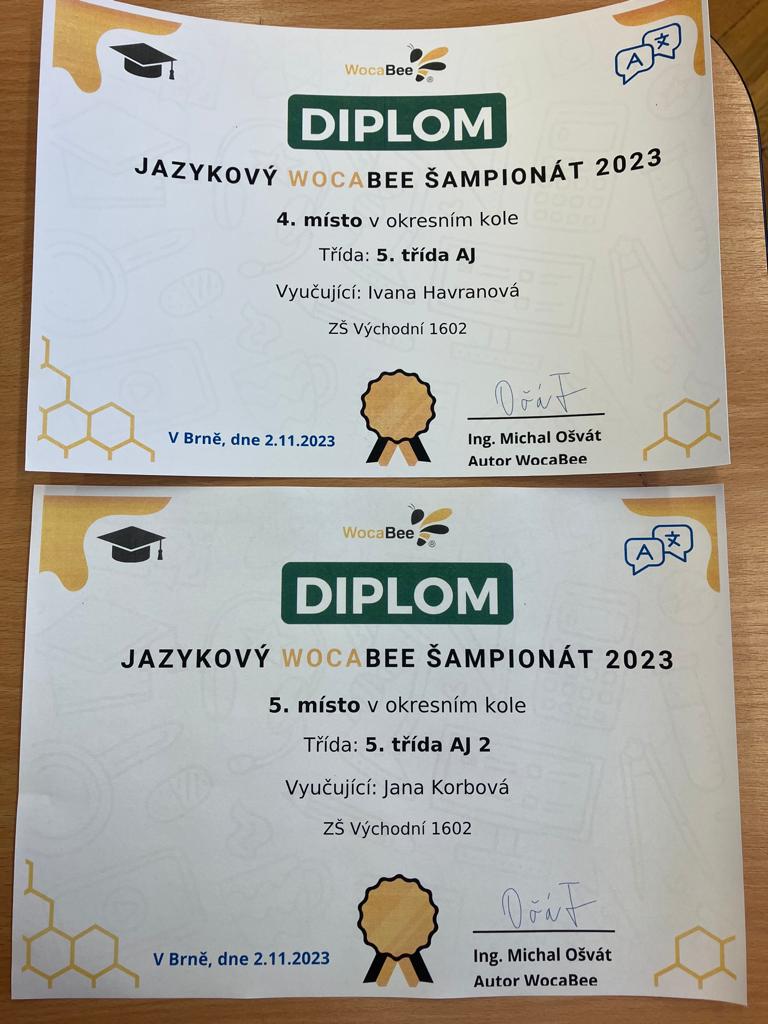 WocaBee
DIPLOM
JAZYKOVÝ WOCABEE ŠAMPIONÁT 2023
4. místo v okresním kole
Třída: 5. třída AJ
Vyučující: Ivana Havranová
ZŠ Východní 1602
V Brně, dne 2.11.2023
Ing. Michal Ošvát
Autor WocaBee
WocaBee
DIPLOM
JAZYKOVÝ WOCABEE ŠAMPIONÁT 2023
5. místo v okresním kole
Třída: 5. třída AJ 2
Vyučující: Jana Korbová
ZŠ Východní 1602
V Brně, dne 2.11.2023
Ing. Michal Ošvát
Autor WocaBee